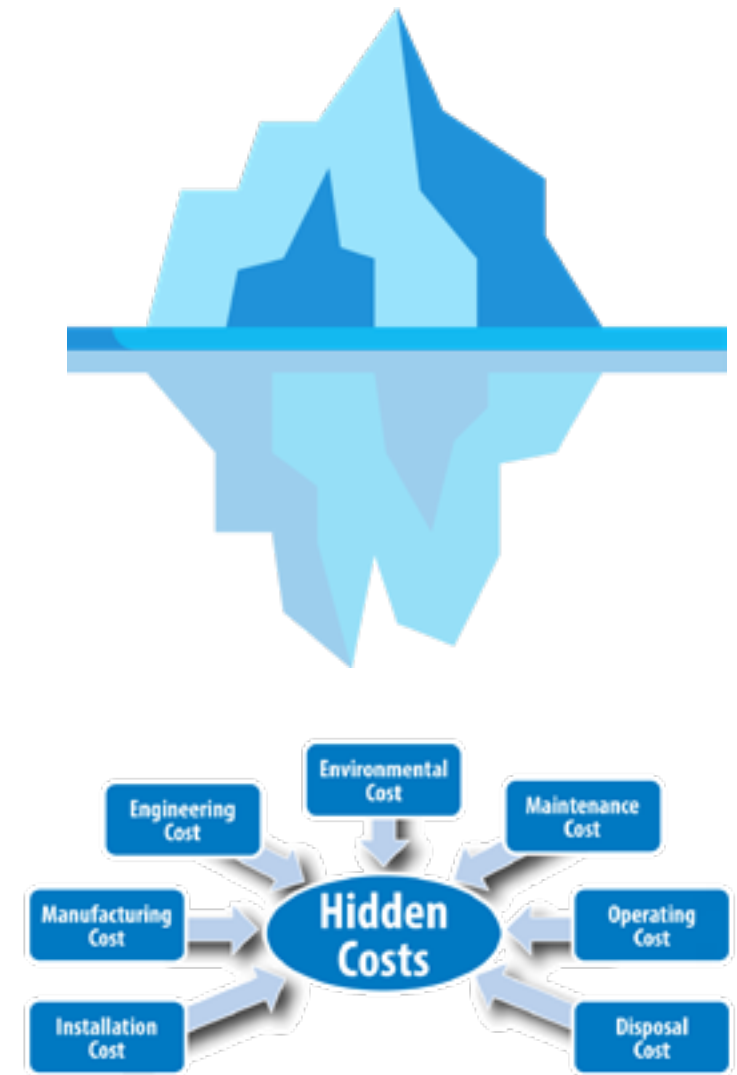 Environmental
Cost
Engineering
Cost
Maintenance
Cost
Manufacturing
Cost
Hidden
Costs
Operating
Cost
Installation
Cost
Disposal
Cost